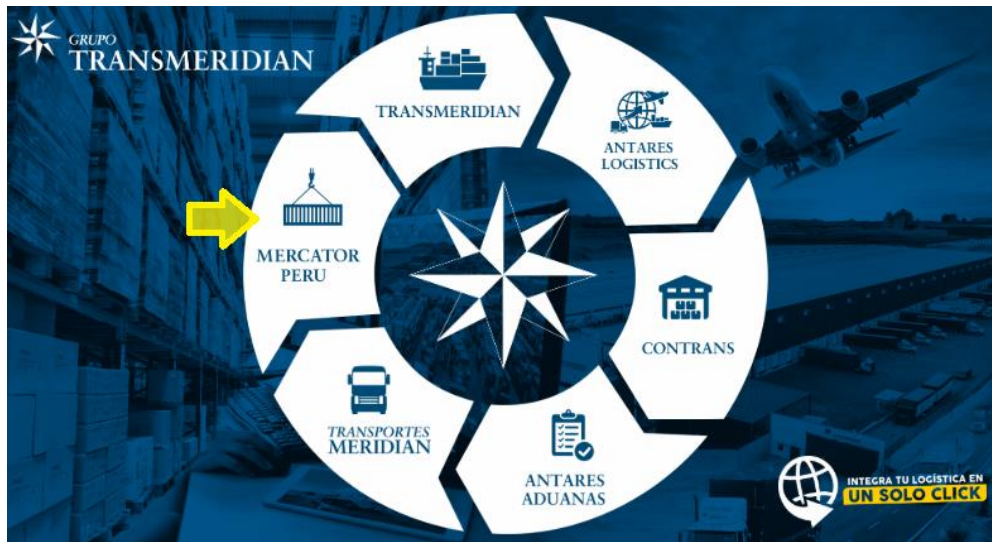 GRUPO
TRANSMERIDIAN
TRANSMERIDIAN
ANTARES
LOGISTICS
CONTRANS
ANTARES
ADUANAS
TRANSPORTES
MERIDIAN
MERCATOR
PERU
INTEGRA TU LOGÍSTICA EN
UN SOLO CLICK